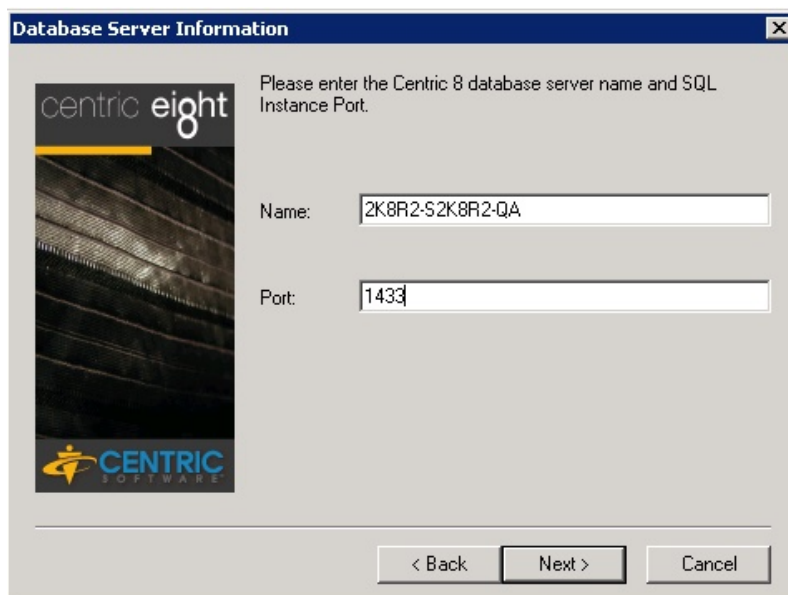 Database Server Information
centric eight
Please enter the Centric 8 database server name and SQL
Instance Port.
Name:
2K8R2-S2K8R2-QA
Port:
1433
CENTRIC
SOFTWARE
< Back
Next >
Cancel